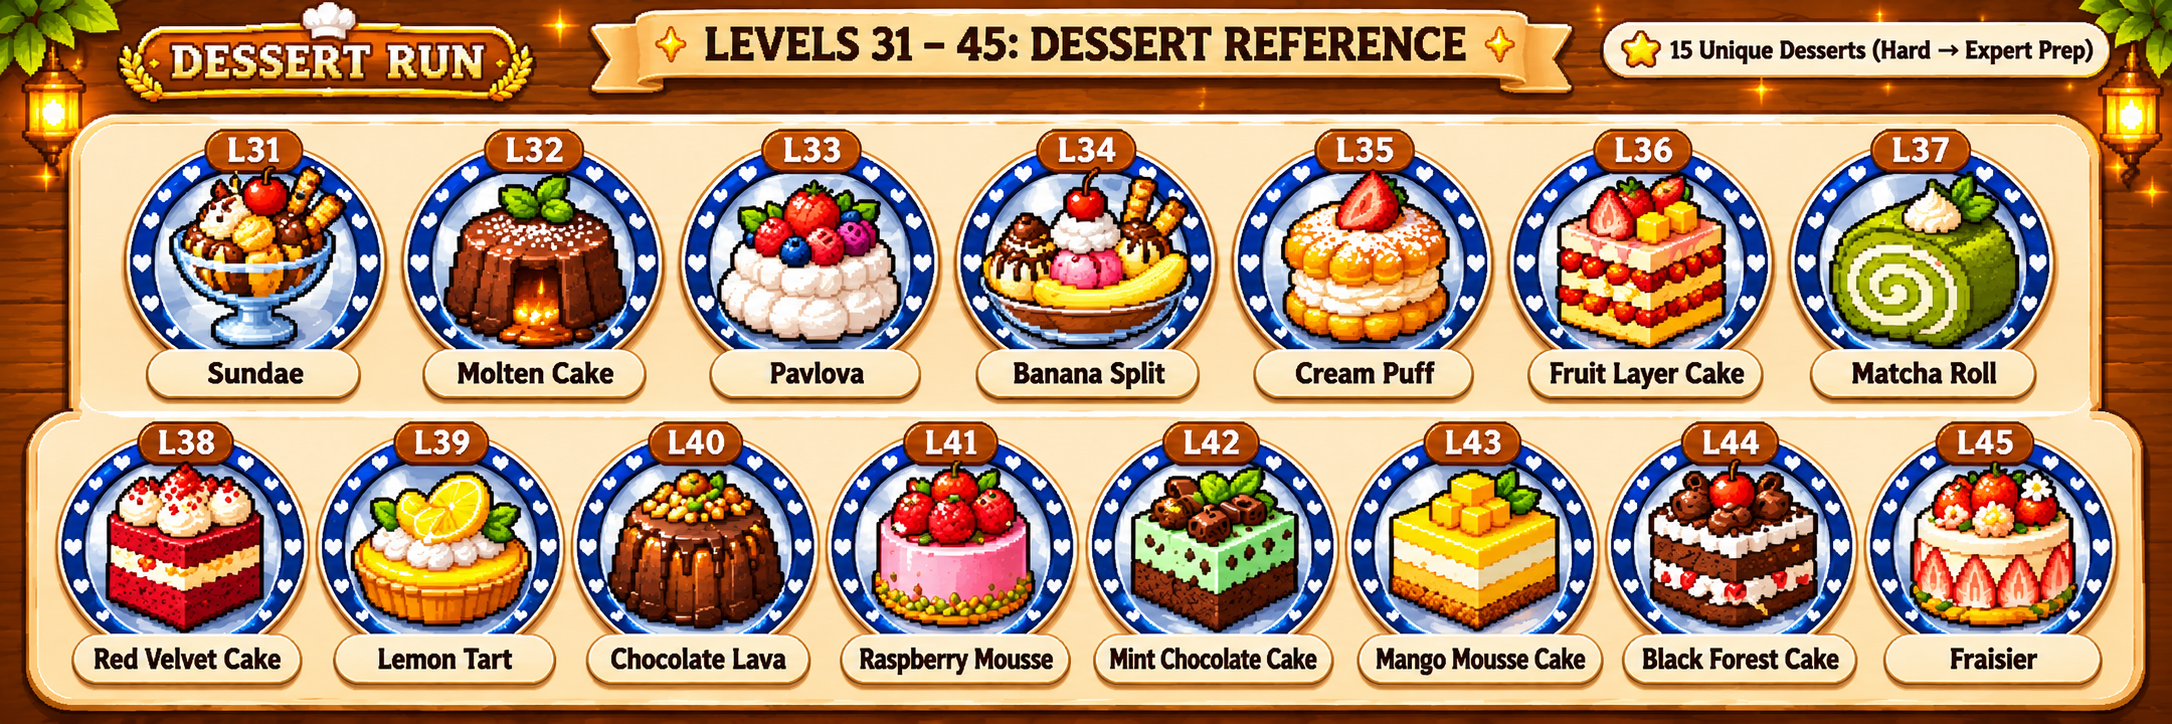 DESSERT RUN
LEVELS 31 – 45: DESSERT REFERENCE
15 Unique Desserts (Hard → Expert Prep)
L31
L32
L33
L34
L35
L36
L37
Sundae
Molten Cake
Pavlova
Banana Split
Cream Puff
Fruit Layer Cake
Matcha Roll
L38
L39
L40
L41
L42
L43
L44
L45
Red Velvet Cake
Lemon Tart
Chocolate Lava
Raspberry Mousse
Mint Chocolate Cake
Mango Mousse Cake
Black Forest Cake
Fraisier